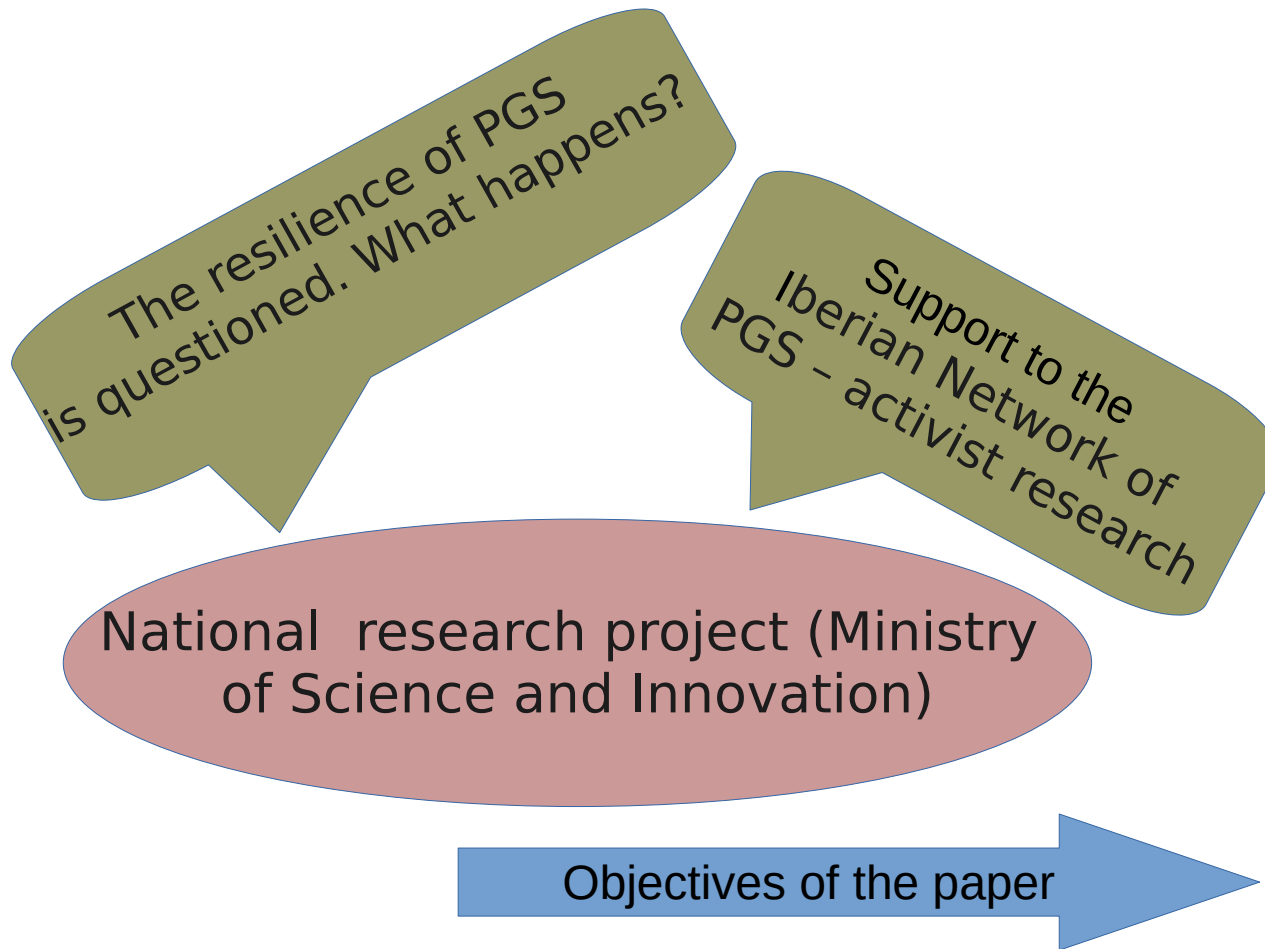 The resilience of PGS
is questioned. What happens?
Support to the
Iberian Network of
PGS – activist research
National  research project (Ministry
of Science and Innovation)
Objectives of the paper